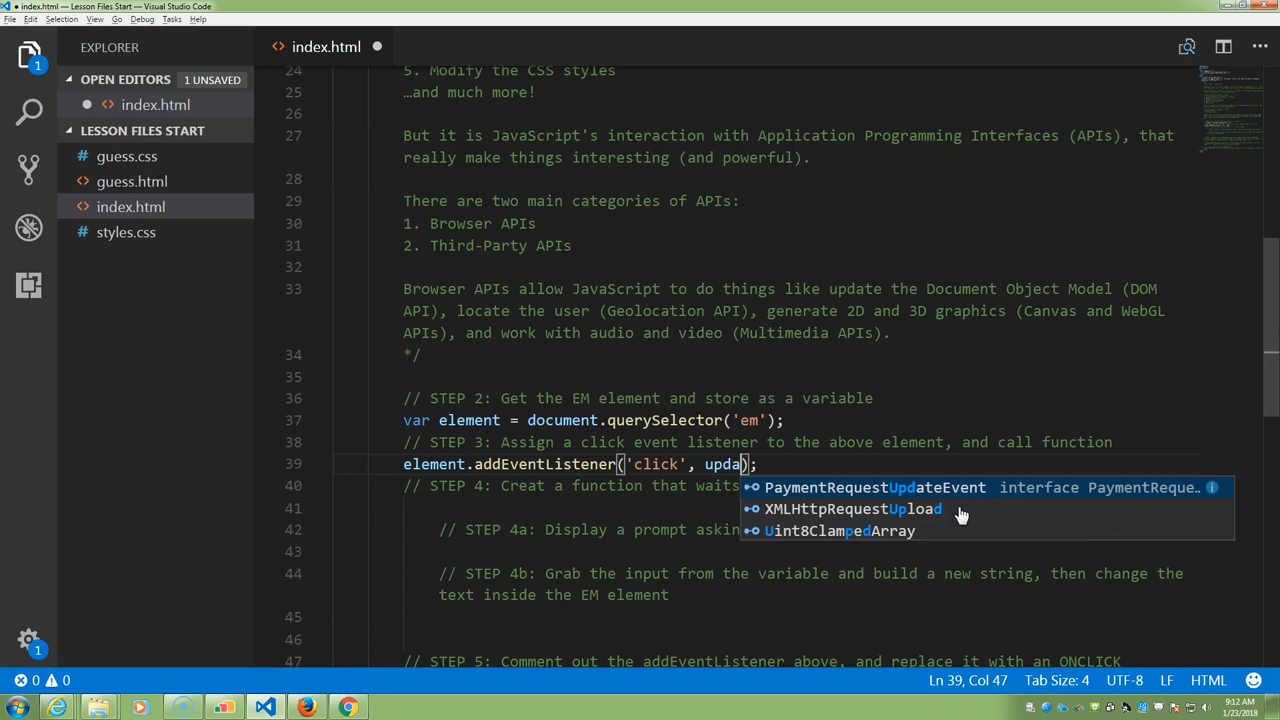 ● index.html - Lesson Files Start - Visual Studio Code
File Edit Selection View Go Debug Tasks Help
EXPLORER
index.html
OPEN EDITORS 1 UNSAVED
index.html
LESSON FILES START
guess.css
guess.html
index.html
styles.css
1
1
24 5. Modify the CSS styles
25 …and much more!
26
27 But it is JavaScript's interaction with Application Programming Interfaces (APIs), that
really make things interesting (and powerful).
28
29 There are two main categories of APIs:
30 1. Browser APIs
31 2. Third-Party APIs
32
33 Browser APIs allow JavaScript to do things like update the Document Object Model (DOM
API), locate the user (Geolocation API), generate 2D and 3D graphics (Canvas and WebGL
APIs), and work with audio and video (Multimedia APIs).
34 */
35
36 // STEP 2: Get the EM element and store as a variable
37 var element = document.querySelector('em');
38 // STEP 3: Assign a click event listener to the above element, and call function
39 element.addEventListener('click', upda);
40 // STEP 4: Creat a function that waits
PaymentRequestUpdateEvent interface PaymentReque…
XMLHttpRequestUpload
Uint8ClampedArray
41
42 // STEP 4a: Display a prompt askin
43
44 // STEP 4b: Grab the input from the variable and build a new string, then change the
text inside the EM element
45
46
47 // STEP 5: Comment out the addEventListener above, and replace it with an ONCLICK
0 0
Ln 39, Col 47 Tab Size: 4 UTF-8 LF HTML
9:12 AM
1/23/2018